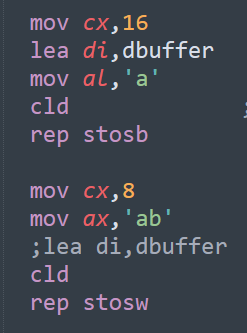 mov cx,16
lea di,dbuffer
mov al,'a'
cld
rep stosb
mov cx,8
mov ax,'ab'
;lea di,dbuffer
cld
rep stosw